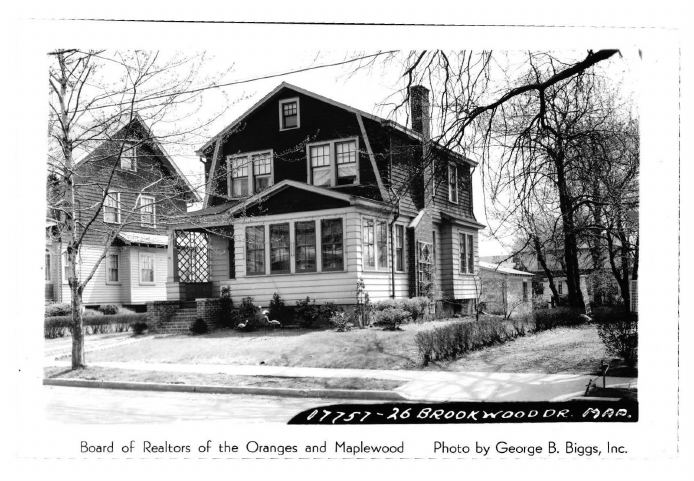 07757-26 BROOKWOOD DR. MAP.
Board of Realtors of the Oranges and Maplewood Photo by George B. Biggs, Inc.